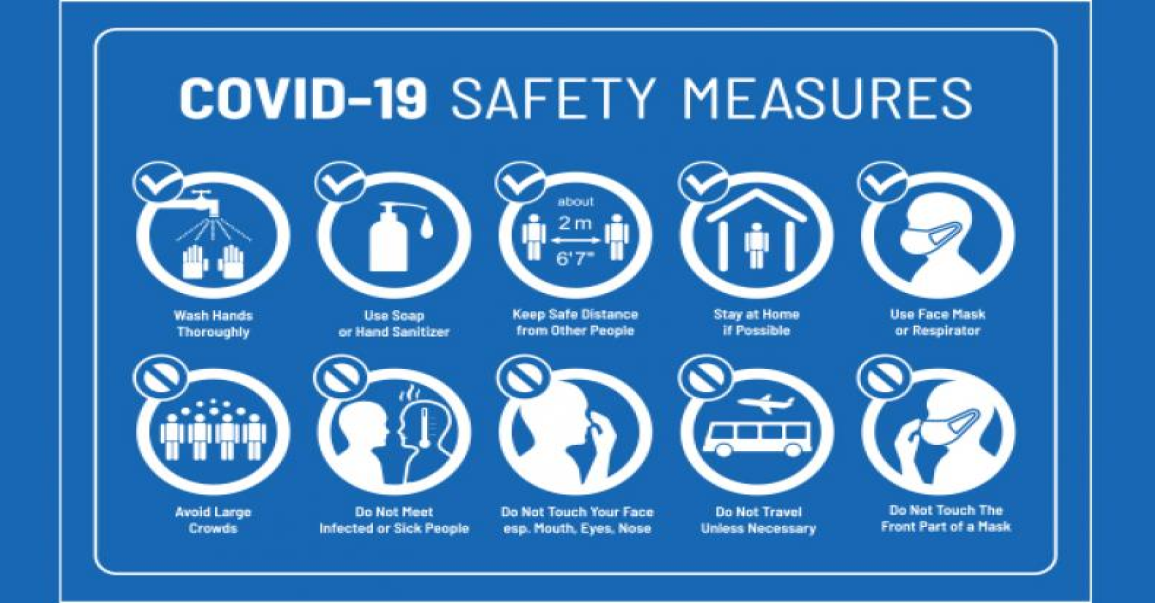 COVID-19 SAFETY MEASURES
about
2 m
6'7"
Wash Hands
Thoroughly
Use Soap
or Hand Sanitizer
Keep Safe Distance
from Other People
Stay at Home
if Possible
Use Face Mask
or Respirator
Avoid Large
Crowds
Do Not Meet
Infected or Sick People
Do Not Touch Your Face
esp. Mouth, Eyes, Nose
Do Not Travel
Unless Necessary
Do Not Touch The
Front Part of a Mask